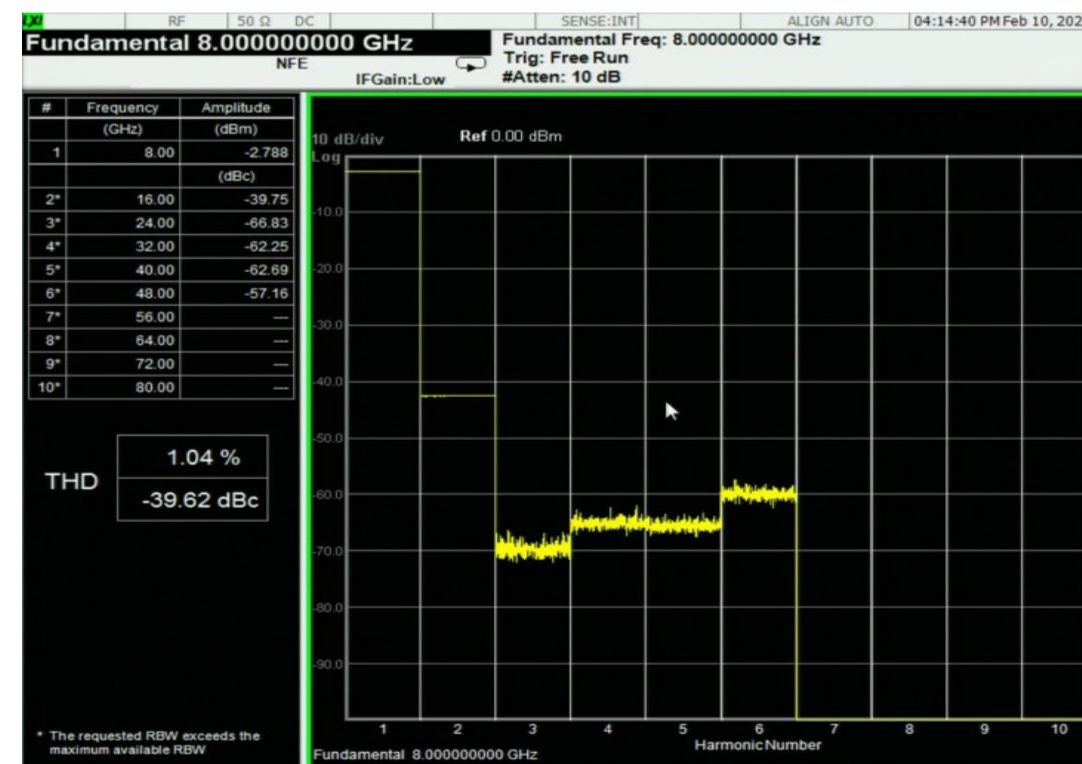 LXI RF 50 Ω DC SENSE:INT ALIGN AUTO 04:14:40 PM Feb 10, 202
Fundamental 8.000000000 GHz
NFE
IFGain:Low
Fundamental Freq: 8.000000000 GHz
Trig: Free Run
#Atten: 10 dB
# Frequency Amplitude
(GHz) (dBm)
1 8.00 -2.788
(dBc)
2* 16.00 -39.75
3* 24.00 -66.83
4* 32.00 -62.25
5* 40.00 -62.69
6* 48.00 -57.16
7* 56.00 ---
8* 64.00 ---
9* 72.00 ---
10* 80.00 ---
THD
1.04 %
-39.62 dBc
* The requested RBW exceeds the
maximum available RBW
10 dB/div Ref 0.00 dBm
Log
-10.0
-20.0
-30.0
-40.0
-50.0
-60.0
-70.0
-80.0
-90.0
1 2 3 4 5 6 7 8 9 10
Harmonic Number
Fundamental 8.000000000 GHz